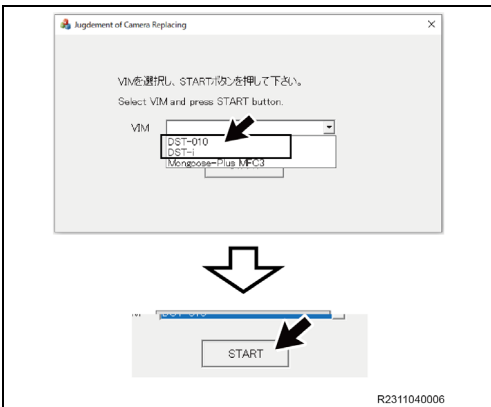 Jugdement of Camera Replacing
VIMを選択し、STARTボタンを押して下さい。
Select VIM and press START button.
VIM
DST-010
DST-i
Mongoose-Plus MFC3
START
R2311040006